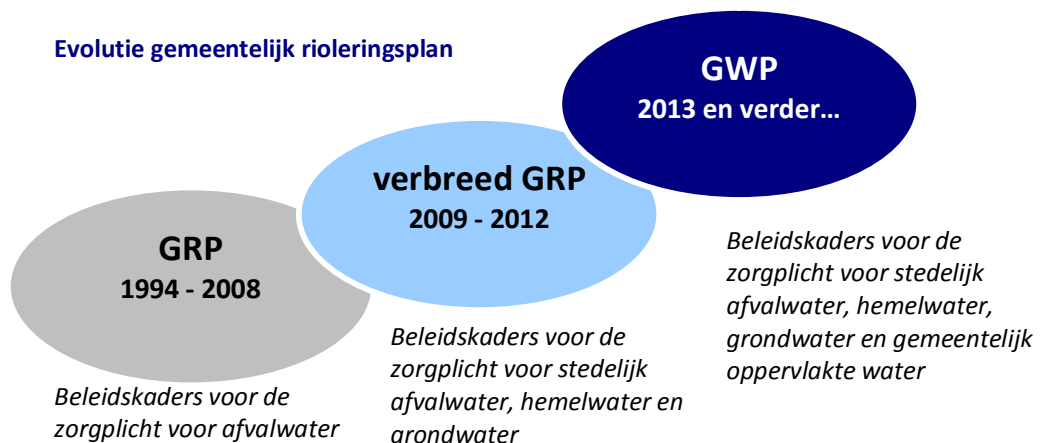 Evolutie gemeentelijk rioleringsplan
GWP
2013 en verder…
verbreed GRP
2009 - 2012
GRP
1994 - 2008
Beleidskaders voor de
zorgplicht voor stedelijk
afvalwater, hemelwater,
grondwater en gemeentelijk
oppervlakte water
Beleidskaders voor de
zorgplicht voor stedelijk
afvalwater, hemelwater en
grondwater
Beleidskaders voor de
zorgplicht voor afvalwater